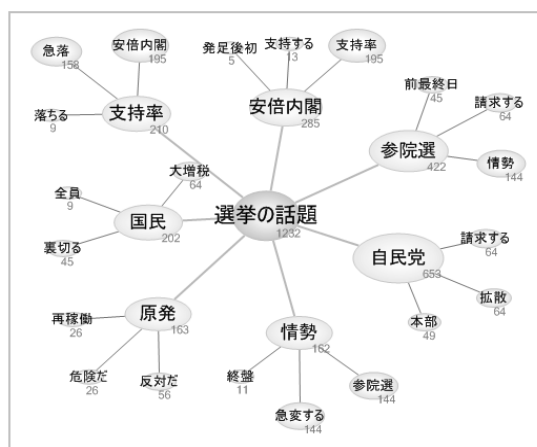 急落
158
安倍内閣
195
落ちる
9
支持率
210
発足後初
5
支持する
13
支持率
195
安倍内閣
285
前最終日
45
請求する
64
参院選
422
情勢
144
大増税
64
全員
9
国民
202
裏切る
45
選挙の話題
1232
自民党
653
請求する
64
拡散
64
本部
49
原発
163
再稼働
26
危険だ
26
反対だ
56
情勢
162
終盤
11
急変する
144
参院選
144